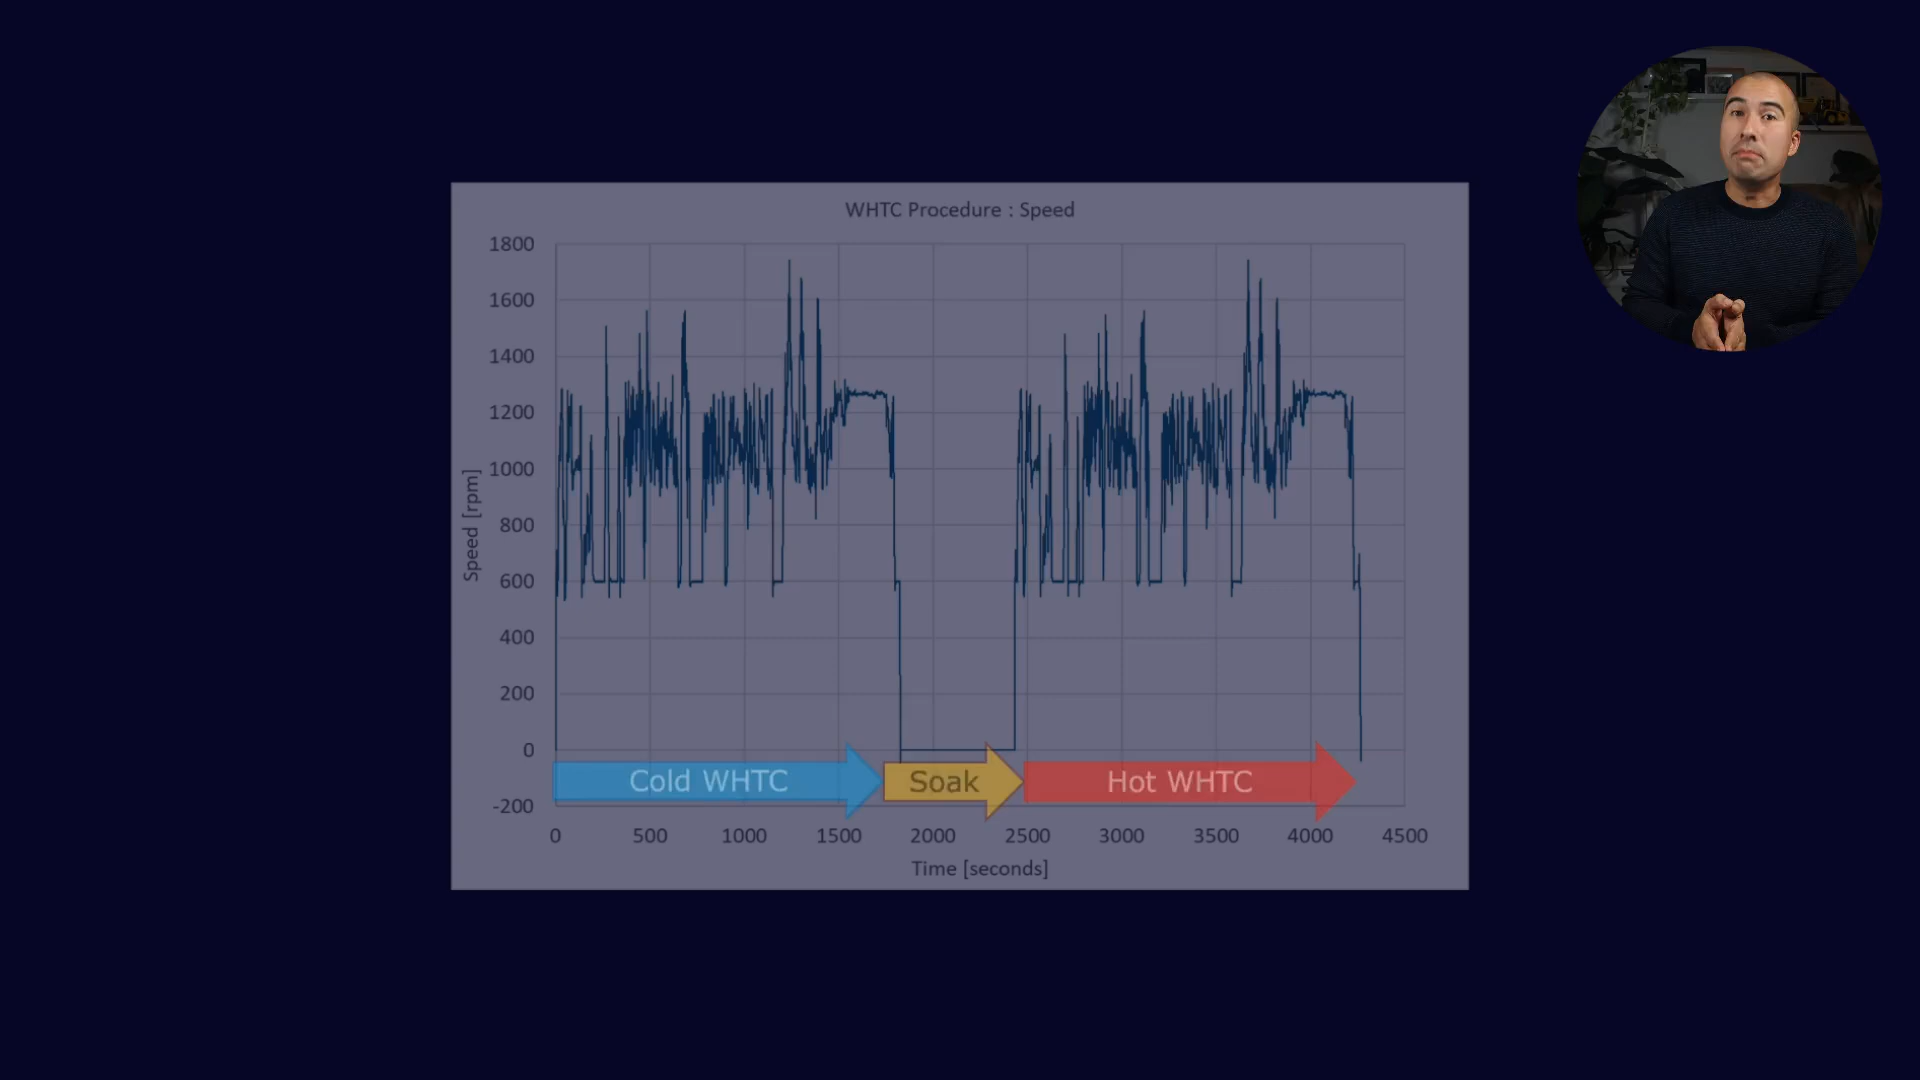 WHTC Procedure : Speed
1800
1600
1400
1200
1000
800
600
400
200
0
-200
Speed [rpm]
Cold WHTC
Soak
Hot WHTC
0 500 1000 1500 2000 2500 3000 3500 4000 4500
Time [seconds]